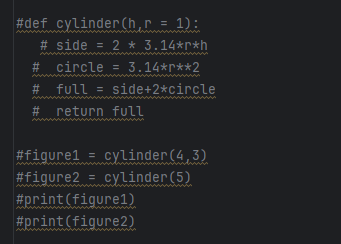 #def cylinder(h,r = 1):
   # side = 2 * 3.14*r*h
  #  circle = 3.14*r**2
  #  full = side+2*circle
  #  return full

#figure1 = cylinder(4,3)
#figure2 = cylinder(5)
#print(figure1)
#print(figure2)